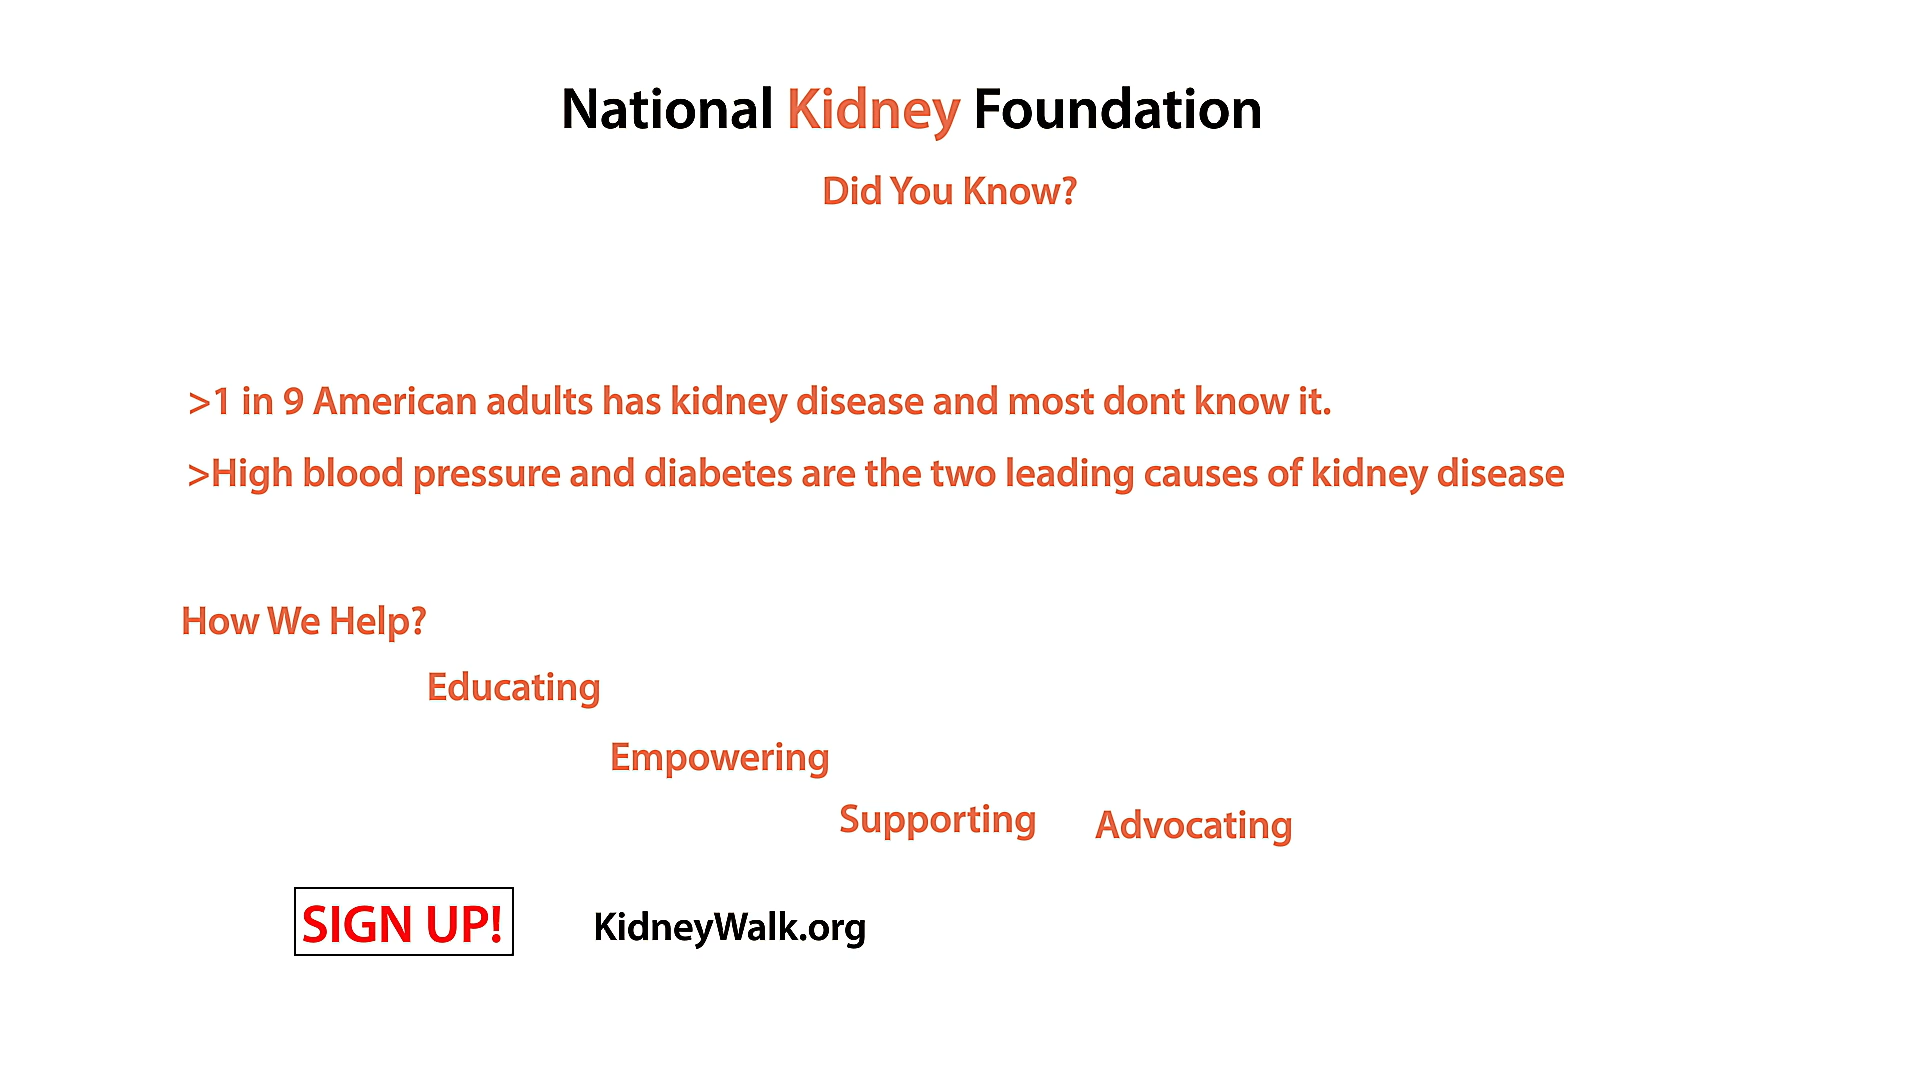 National Kidney Foundation
Did You Know?
>1 in 9 American adults has kidney disease and most dont know it.
>High blood pressure and diabetes are the two leading causes of kidney disease
How We Help?
Educating
Empowering
Supporting Advocating
SIGN UP! KidneyWalk.org